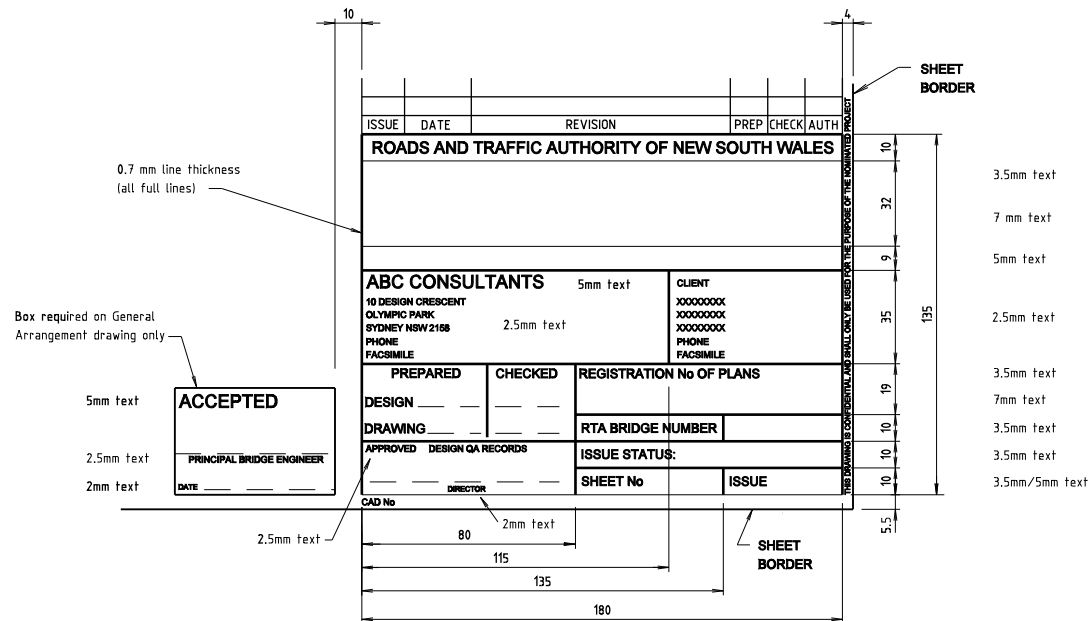 10
4
SHEET
BORDER
ISSUE DATE REVISION PREP CHECK AUTH
ROADS AND TRAFFIC AUTHORITY OF NEW SOUTH WALES
10
3.5mm text
0.7 mm line thickness
(all full lines)
32
7 mm text
9
5mm text
THIS DRAWING IS CONFIDENTIAL AND SHALL ONLY BE USED FOR THE PURPOSE OF THE NOMINATED PROJECT
135
ABC CONSULTANTS 5mm text
10 DESIGN CRESCENT
OLYMPIC PARK
SYDNEY NSW 2158
PHONE
FACSIMILE
2.5mm text
CLIENT
XXXXXXXX
XXXXXXXX
XXXXXXXX
PHONE
FACSIMILE
35
2.5mm text
Box required on General
Arrangement drawing only
PREPARED CHECKED REGISTRATION No OF PLANS
3.5mm text
19
7mm text
DESIGN
DRAWING
RTA BRIDGE NUMBER
10
3.5mm text
5mm text
ACCEPTED
2.5mm text
PRINCIPAL BRIDGE ENGINEER
2mm text
DATE
APPROVED DESIGN QA RECORDS
ISSUE STATUS:
10
3.5mm text
DIRECTOR
SHEET No ISSUE
10
3.5mm/5mm text
CAD No
5.5
2.5mm text
2mm text
80
SHEET
BORDER
115
135
180